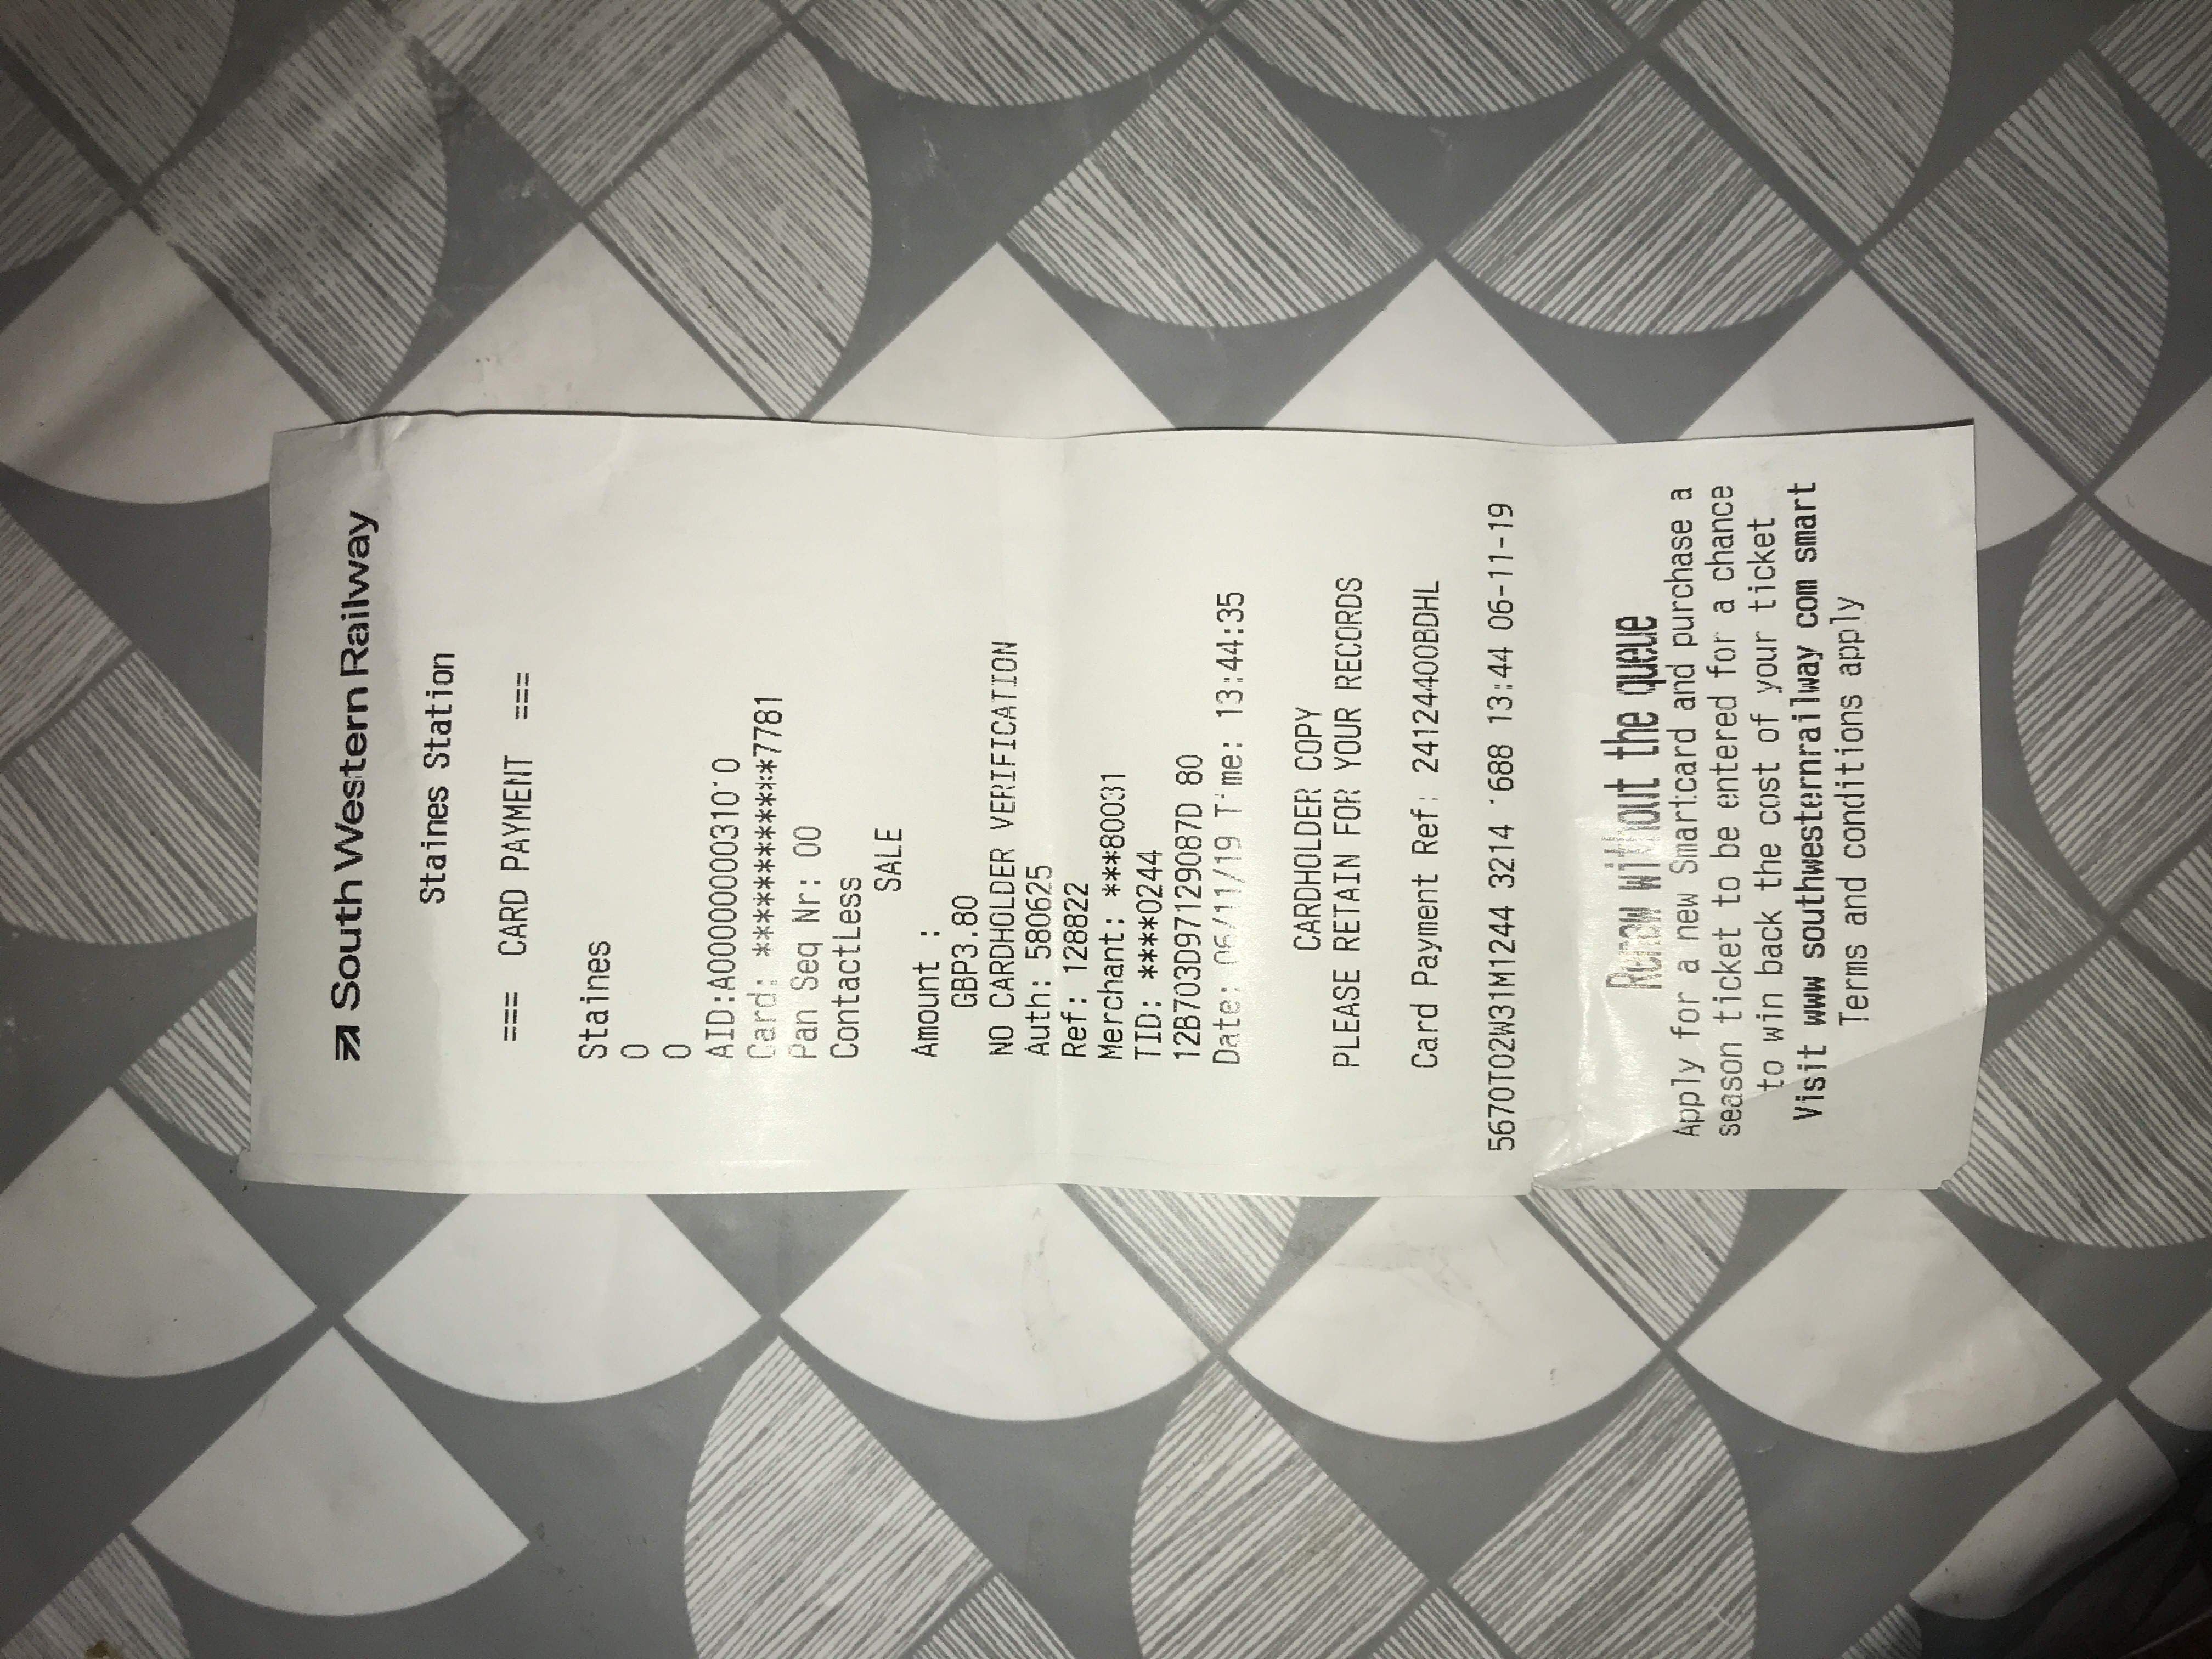 South Western Railway
Staines Station
=== CARD PAYMENT ===
Staines
0
0
Card: ************7781
Pan Seq Nr: 00
ContactLess
SALE
Amount :
GBP3.80
NO CARDHOLDER VERIFICATION
Auth: 580625
Ref: 128822
Merchant: ***80031
TID: ****0244
12B703D97129087D 80
Date: 06/11/19 Time: 13:44:35
CARDHOLDER COPY
PLEASE RETAIN FOR YOUR RECORDS
Card Payment Ref: 24124400BDHL
5670T02W31M1244 3214 13:44 06-11-19
Renew without the queue
Apply for a new Smartcard and purchase a
season ticket to be entered for a chance
to win back the cost of your ticket
Visit www southwesternrailway com smart
Terms and conditions apply